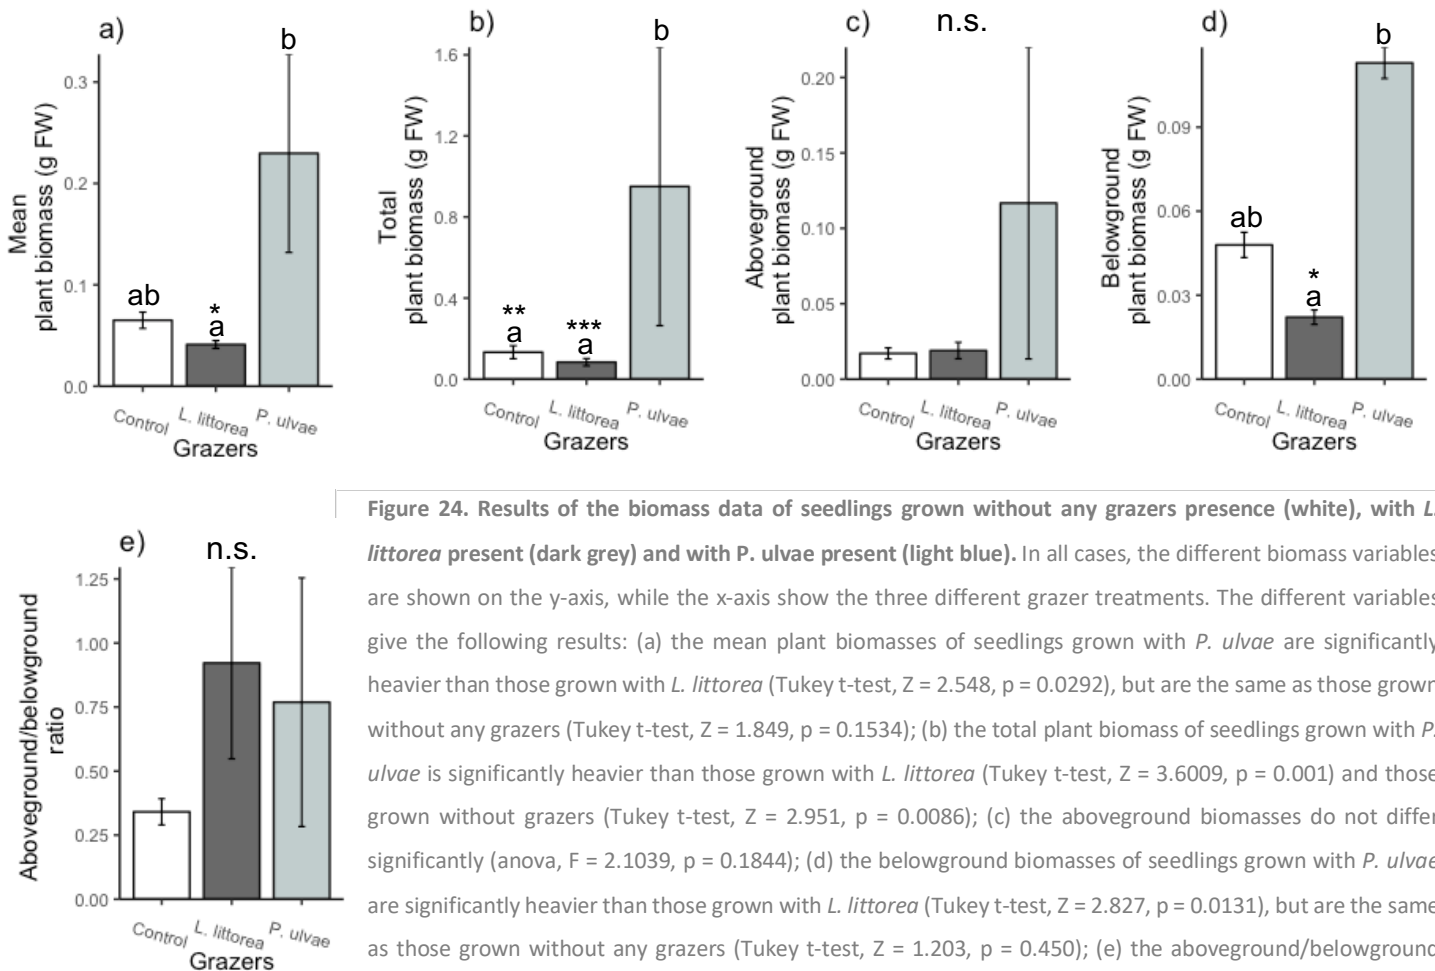 a)
b
0.3
0.2
0.1
0.0
Mean
plant biomass (g FW)
ab
*
a
Control
L. littorea
P. ulvae
Grazers
b)
b
1.6
1.2
0.8
0.4
0.0
Total
plant biomass (g FW)
**
a
***
a
Control
L. littorea
P. ulvae
Grazers
c)
n.s.
0.20
0.15
0.10
0.05
0.00
Aboveground
plant biomass (g FW)
Control
L. littorea
P. ulvae
Grazers
d)
b
0.09
0.06
0.03
0.00
Belowground
plant biomass (g FW)
ab
*
a
Control
L. littorea
P. ulvae
Grazers
e)
n.s.
1.25
1.00
0.75
0.50
0.25
0.00
Aboveground/belowground
ratio
Control
L. littorea
P. ulvae
Grazers
Figure 24. Results of the biomass data of seedlings grown without any grazers presence (white), with L.
littorea present (dark grey) and with P. ulvae present (light blue). In all cases, the different biomass variables
are shown on the y-axis, while the x-axis show the three different grazer treatments. The different variables
give the following results: (a) the mean plant biomasses of seedlings grown with P. ulvae are significantly
heavier than those grown with L. littorea (Tukey t-test, Z = 2.548, p = 0.0292), but are the same as those grown
without any grazers (Tukey t-test, Z = 1.849, p = 0.1534); (b) the total plant biomass of seedlings grown with P.
ulvae is significantly heavier than those grown with L. littorea (Tukey t-test, Z = 3.6009, p = 0.001) and those
grown without grazers (Tukey t-test, Z = 2.951, p = 0.0086); (c) the aboveground biomasses do not differ
significantly (anova, F = 2.1039, p = 0.1844); (d) the belowground biomasses of seedlings grown with P. ulvae
are significantly heavier than those grown with L. littorea (Tukey t-test, Z = 2.827, p = 0.0131), but are the same
as those grown without any grazers (Tukey t-test, Z = 1.203, p = 0.450); (e) the aboveground/belowground